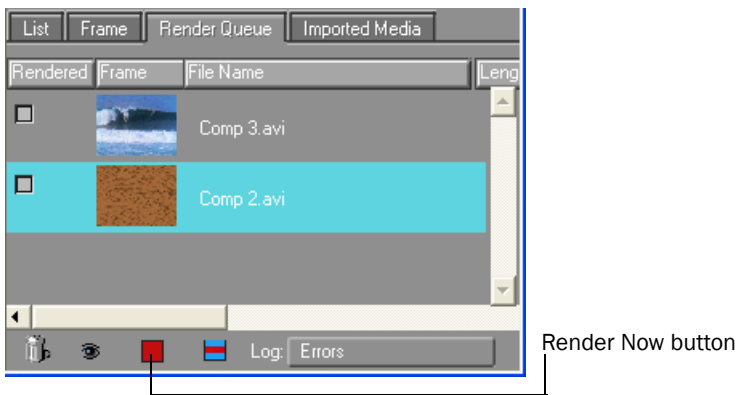 List Frame Render Queue Imported Media
Rendered Frame File Name Leng
Comp 3.avi
Comp 2.avi
Log: Errors
Render Now button